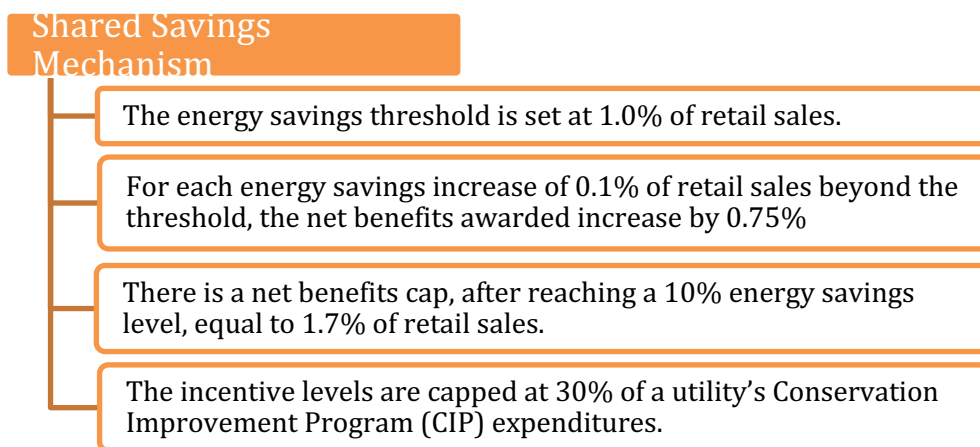 Shared Savings
Mechanism
The energy savings threshold is set at 1.0% of retail sales.
For each energy savings increase of 0.1% of retail sales beyond the
threshold, the net benefits awarded increase by 0.75%
There is a net benefits cap, after reaching a 10% energy savings
level, equal to 1.7% of retail sales.
The incentive levels are capped at 30% of a utility’s Conservation
Improvement Program (CIP) expenditures.